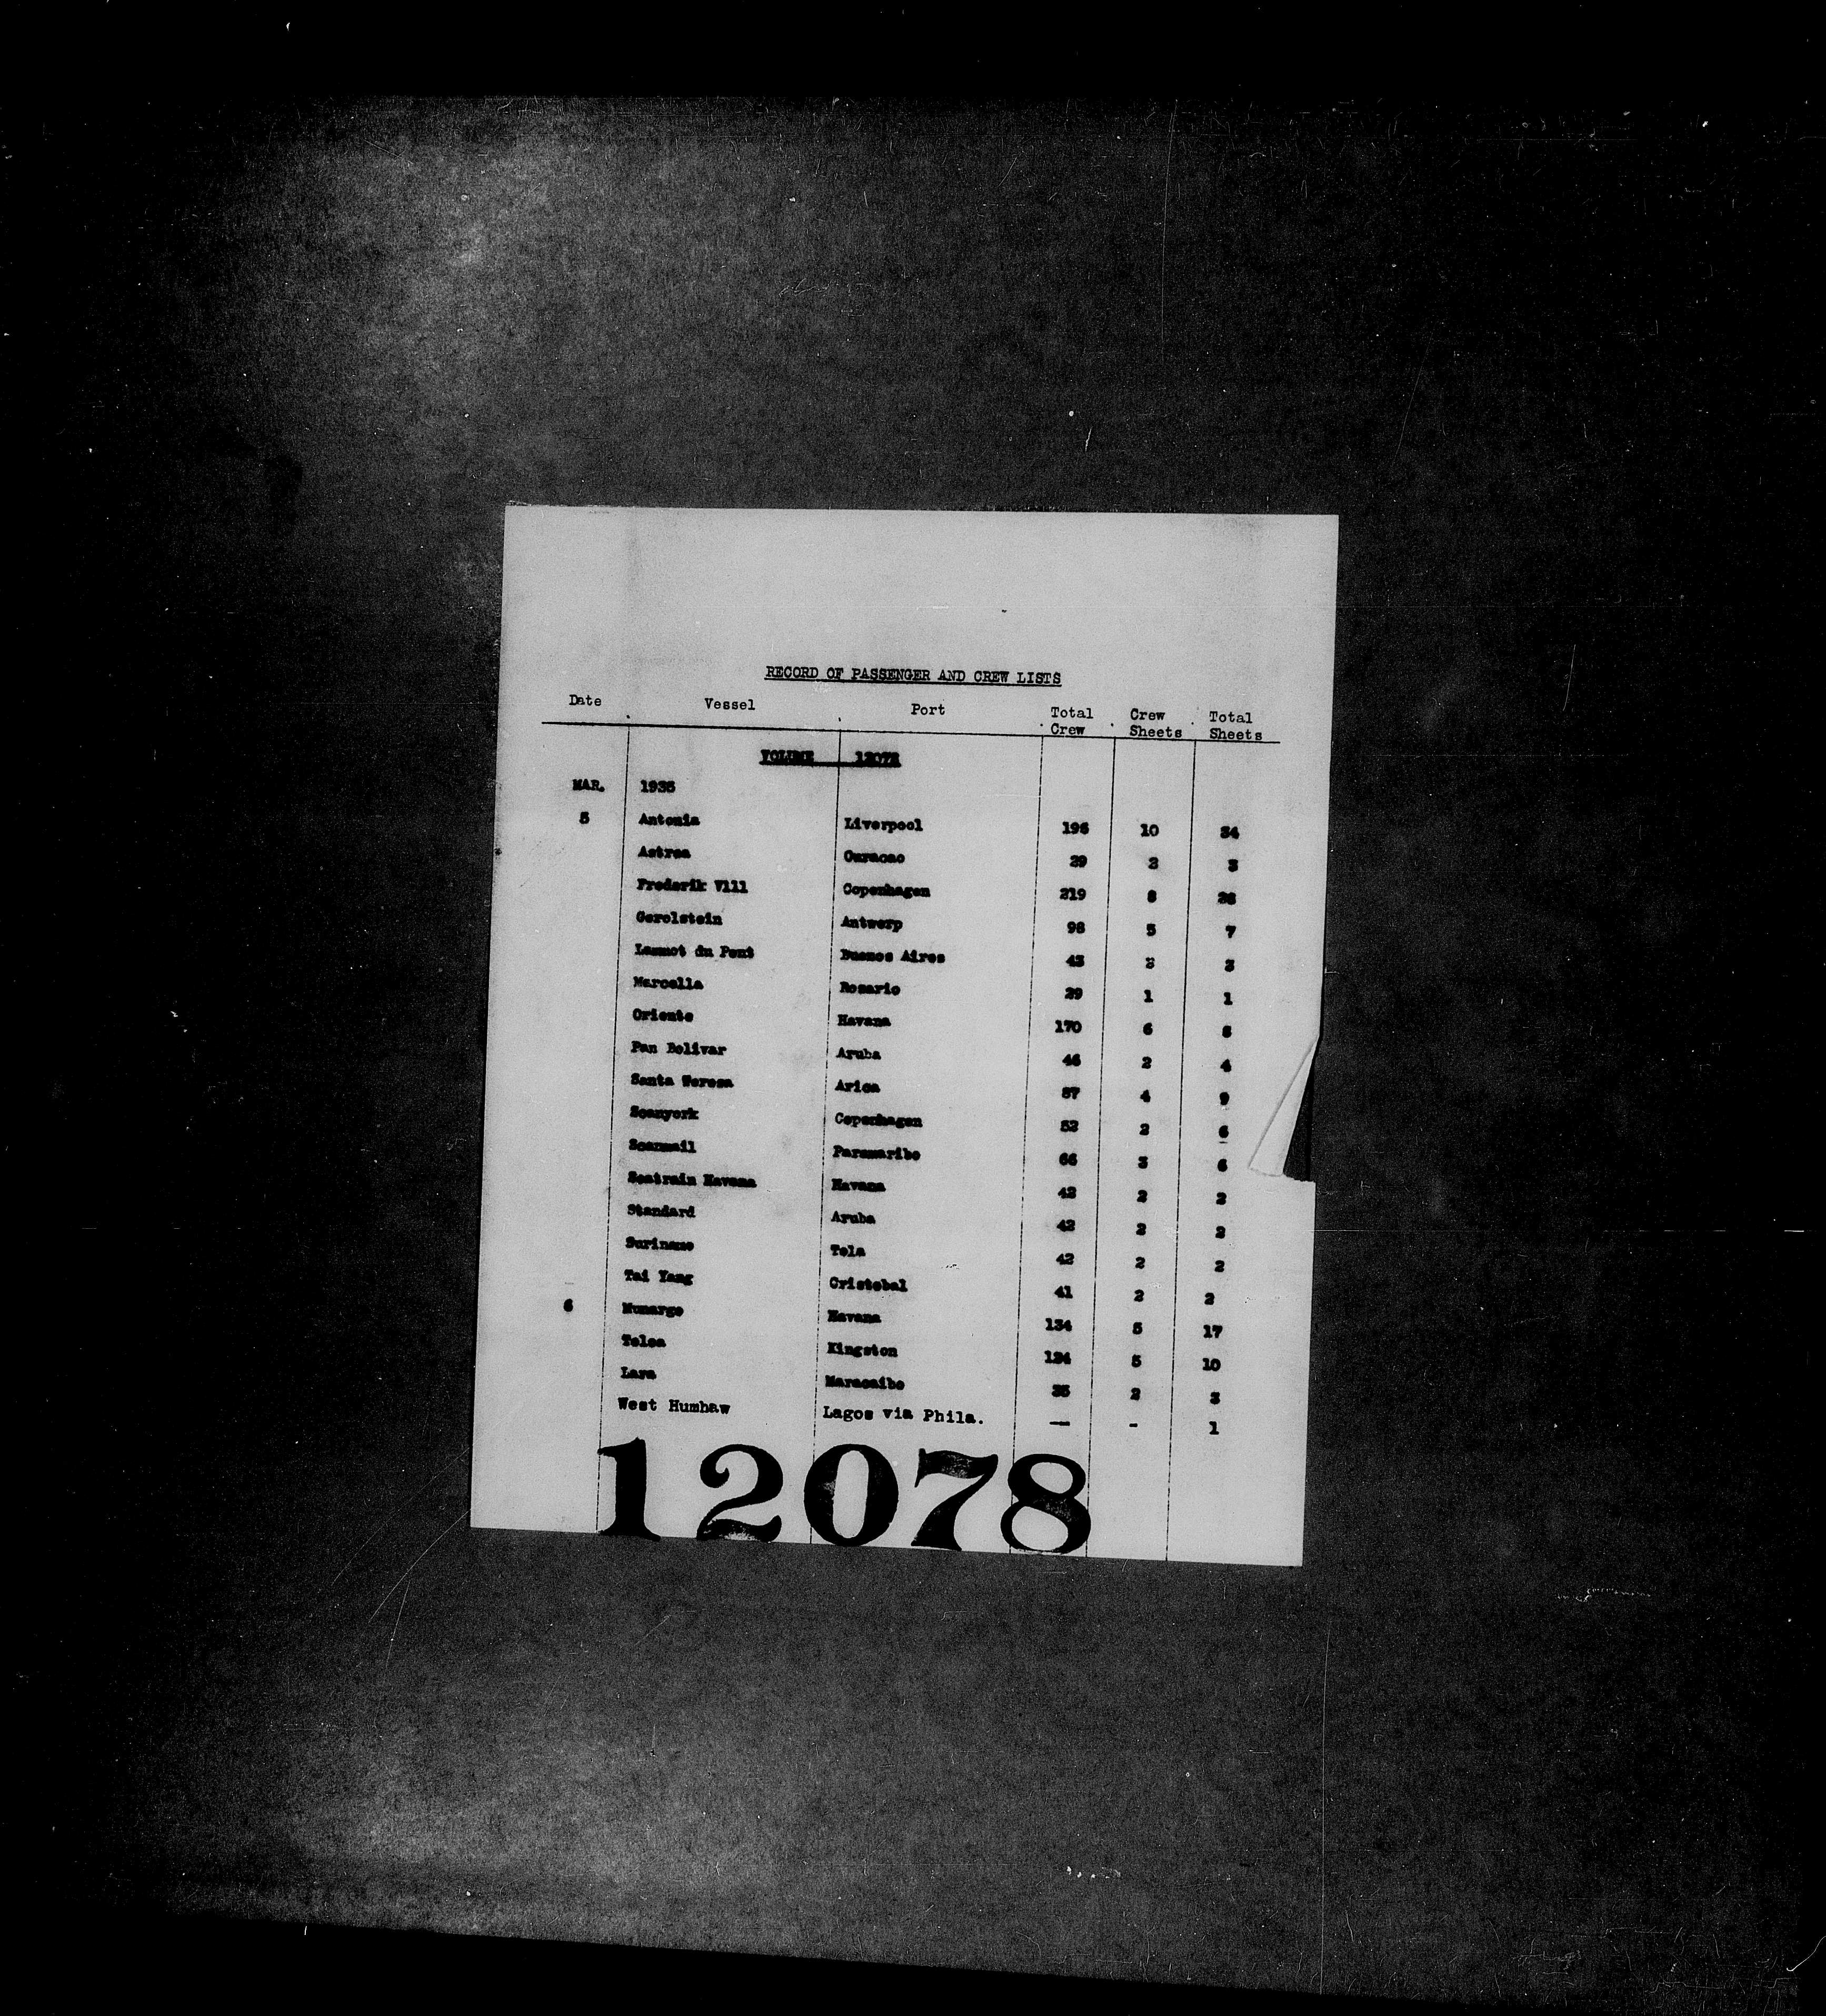 RECORD OF PASSENGER AND CREW LISTS
Date Vessel Port Total Crew Crew Sheets Total Sheets
VOLUME 12078
MAR. 1935
5 Antonia Liverpool 196 10 34
Astrea Curacao 29 2 3
Frederik V111 Copenhagen 219 8
Gerolstein Antwerp 98 5 7
Lammot du Pont Buenos Aires 43 2 3
Marcella Rosario 29 1 1
Oriente Havana 170 6 8
Pan Bolivar Aruba 46 2 4
Santa Arica 87 4 9
Scanyork Copenhagen 52 2 6
Scanmail Paramaribo 66 3 6
Seatrain Havana Havana 42 2 2
Standard Aruba 42 2 2
Suriname Tela 42 2 2
Tai Yang Cristobal 41 2 2
6 Munargo Havana 134 5 17
Teloa Kingston 124 5 10
Lara Maracaibo 35 2 3
West Humhaw Lagos via Phila. — - 1
12078